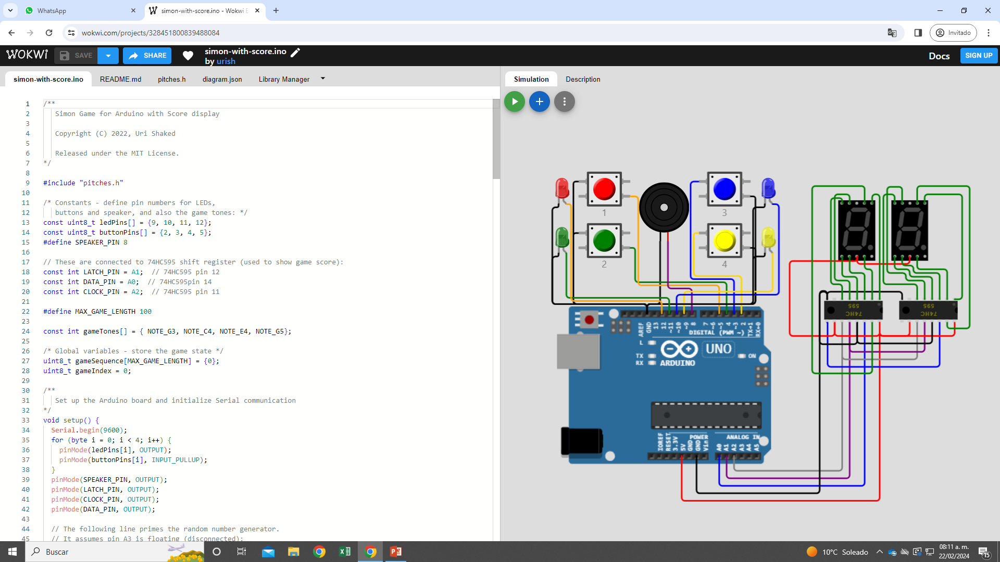 WhatsApp
simon-with-score.ino - Wokwi E
wokwi.com/projects/328451800839488084
Invitado
WOKWI
SAVE
SHARE
simon-with-score.ino
by urish
Docs
SIGN UP
simon-with-score.ino
README.md
pitches.h
diagram.json
Library Manager
Simulation
Description
1 /**
2 Simon Game for Arduino with Score display
3
4 Copyright (C) 2022, Uri Shaked
5
6 Released under the MIT License.
7 */
8
9 #include "pitches.h"
10
11 /* Constants - define pin numbers for LEDs,
12 buttons and speaker, and also the game tones: */
13 const uint8_t ledPins[] = {9, 10, 11, 12};
14 const uint8_t buttonPins[] = {2, 3, 4, 5};
15 #define SPEAKER_PIN 8
16
17 // These are connected to 74HC595 shift register (used to show game score):
18 const int LATCH_PIN = A1;  // 74HC595 pin 12
19 const int DATA_PIN = A0;  // 74HC595pin 14
20 const int CLOCK_PIN = A2;  // 74HC595 pin 11
21
22 #define MAX_GAME_LENGTH 100
23
24 const int gameTones[] = { NOTE_G3, NOTE_C4, NOTE_E4, NOTE_G5};
25
26 /* Global variables - store the game state */
27 uint8_t gameSequence[MAX_GAME_LENGTH] = {0};
28 uint8_t gameIndex = 0;
29
30 /**
31 Set up the Arduino board and initialize Serial communication
32 */
33 void setup() {
34 Serial.begin(9600);
35 for (byte i = 0; i < 4; i++) {
36 pinMode(ledPins[i], OUTPUT);
37 pinMode(buttonPins[i], INPUT_PULLUP);
38 }
39 pinMode(SPEAKER_PIN, OUTPUT);
40 pinMode(LATCH_PIN, OUTPUT);
41 pinMode(CLOCK_PIN, OUTPUT);
42 pinMode(DATA_PIN, OUTPUT);
43
44 // The following line primes the random number generator.
45 // It assumes pin A3 is floating (disconnected):
1
3
2
4
74HC
595
74HC
595
AREF
GND
13
12
~11
~10
~9
8
7
~6
~5
4
~3
2
TX→1
RX←0
DIGITAL (PWM ~)
L
TX
RX
UNO
ON
ARDUINO
IOREF
RESET
3.3V
5V
GND
GND
Vin
POWER
ANALOG IN
A0
A1
A2
A3
A4
A5
Buscar
10°C Soleado
08:11 a. m.
22/02/2024
15